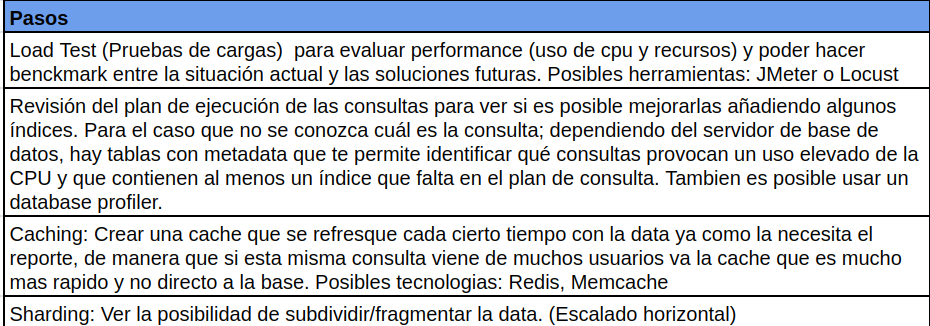 Pasos
Load Test (Pruebas de cargas)  para evaluar performance (uso de cpu y recursos) y poder hacer
benckmark entre la situación actual y las soluciones futuras. Posibles herramientas: JMeter o Locust
Revisión del plan de ejecución de las consultas para ver si es posible mejorarlas añadiendo algunos
índices. Para el caso que no se conozca cuál es la consulta; dependiendo del servidor de base de
datos, hay tablas con metadata que te permite identificar qué consultas provocan un uso elevado de la
CPU y que contienen al menos un índice que falta en el plan de consulta. Tambien es posible usar un
database profiler.
Caching: Crear una cache que se refresque cada cierto tiempo con la data ya como la necesita el
reporte, de manera que si esta misma consulta viene de muchos usuarios va la cache que es mucho
mas rapido y no directo a la base. Posibles tecnologias: Redis, Memcache
Sharding: Ver la posibilidad de subdividir/fragmentar la data. (Escalado horizontal)